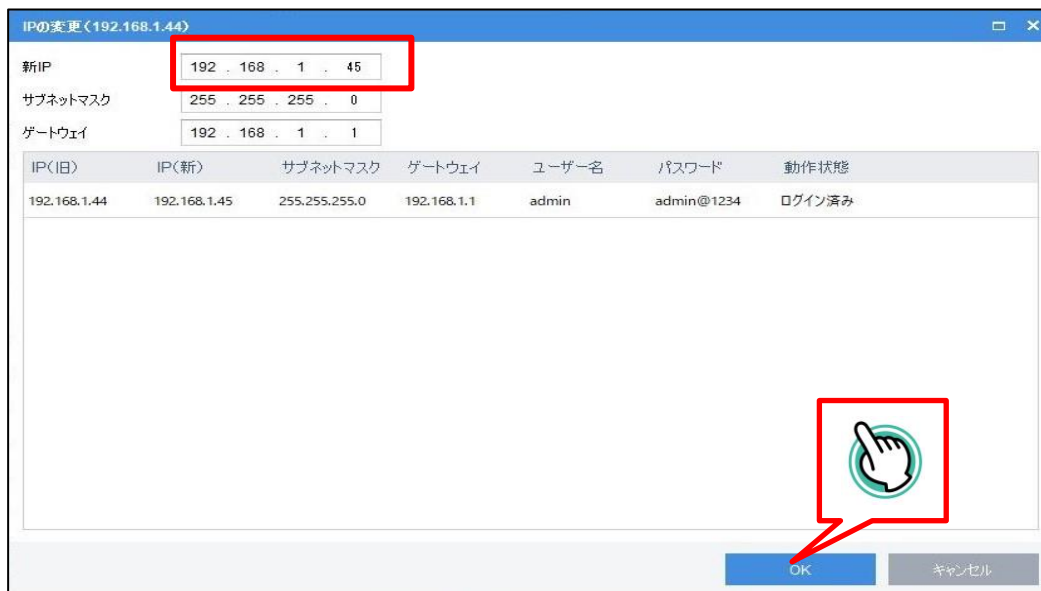 IPの変更(192.168.1.44)
新IP 192 . 168 . 1 . 45
サブネットマスク 255 . 255 . 255 . 0
ゲートウェイ 192 . 168 . 1 . 1
IP(旧) IP(新) サブネットマスク ゲートウェイ ユーザー名 パスワード 動作状態
192.168.1.44 192.168.1.45 255.255.255.0 192.168.1.1 admin admin@1234 ログイン済み
OK キャンセル